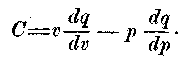 C=v dq/dv — p dq/dp.